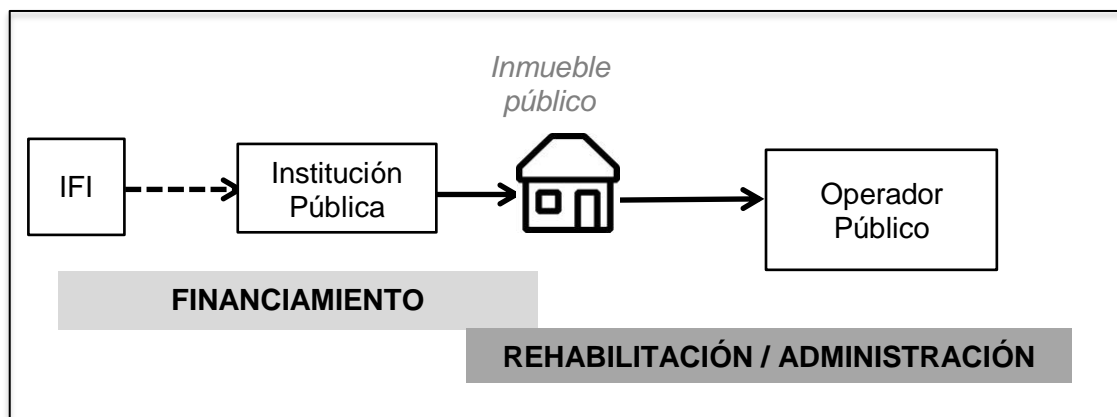 Inmueble
público
IFI
Institución
Pública
Operador
Público
FINANCIAMIENTO
REHABILITACIÓN / ADMINISTRACIÓN